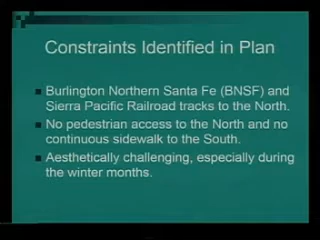 Constraints Identified in Plan
Burlington Northern Santa Fe (BNSF) and
Sierra Pacific Railroad tracks to the North.
No pedestrian access to the North and no
continuous sidewalk to the South.
Aesthetically challenging, especially during
the winter months.